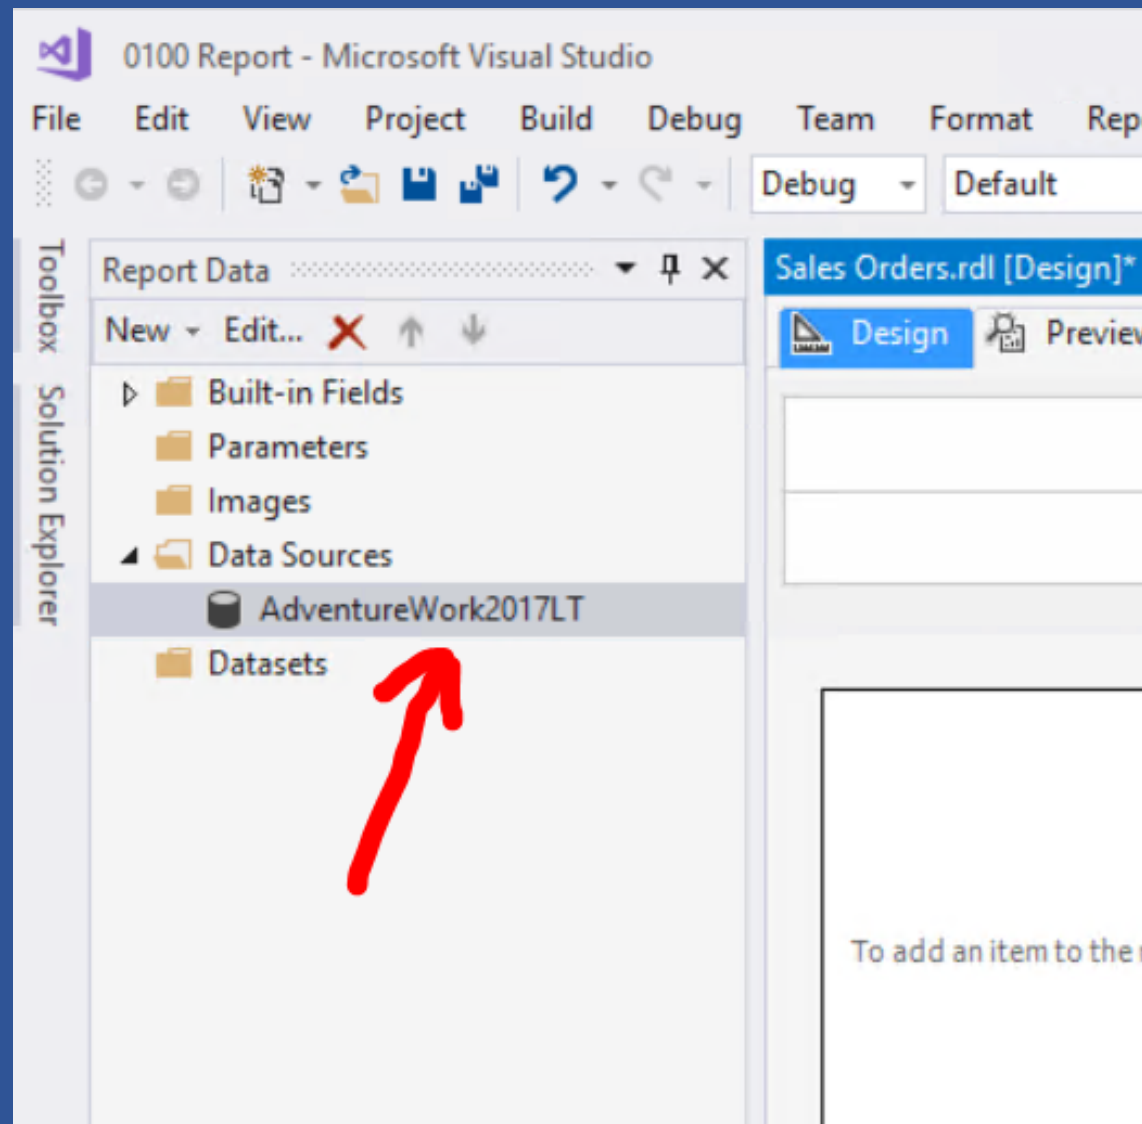 0100 Report - Microsoft Visual Studio
File Edit View Project Build Debug Team Format
Debug Default
Toolbox
Solution Explorer
Report Data
New Edit...
Built-in Fields
Parameters
Images
Data Sources
AdventureWork2017LT
Datasets
Sales Orders.rdl [Design]*
Design Preview
To add an item to the